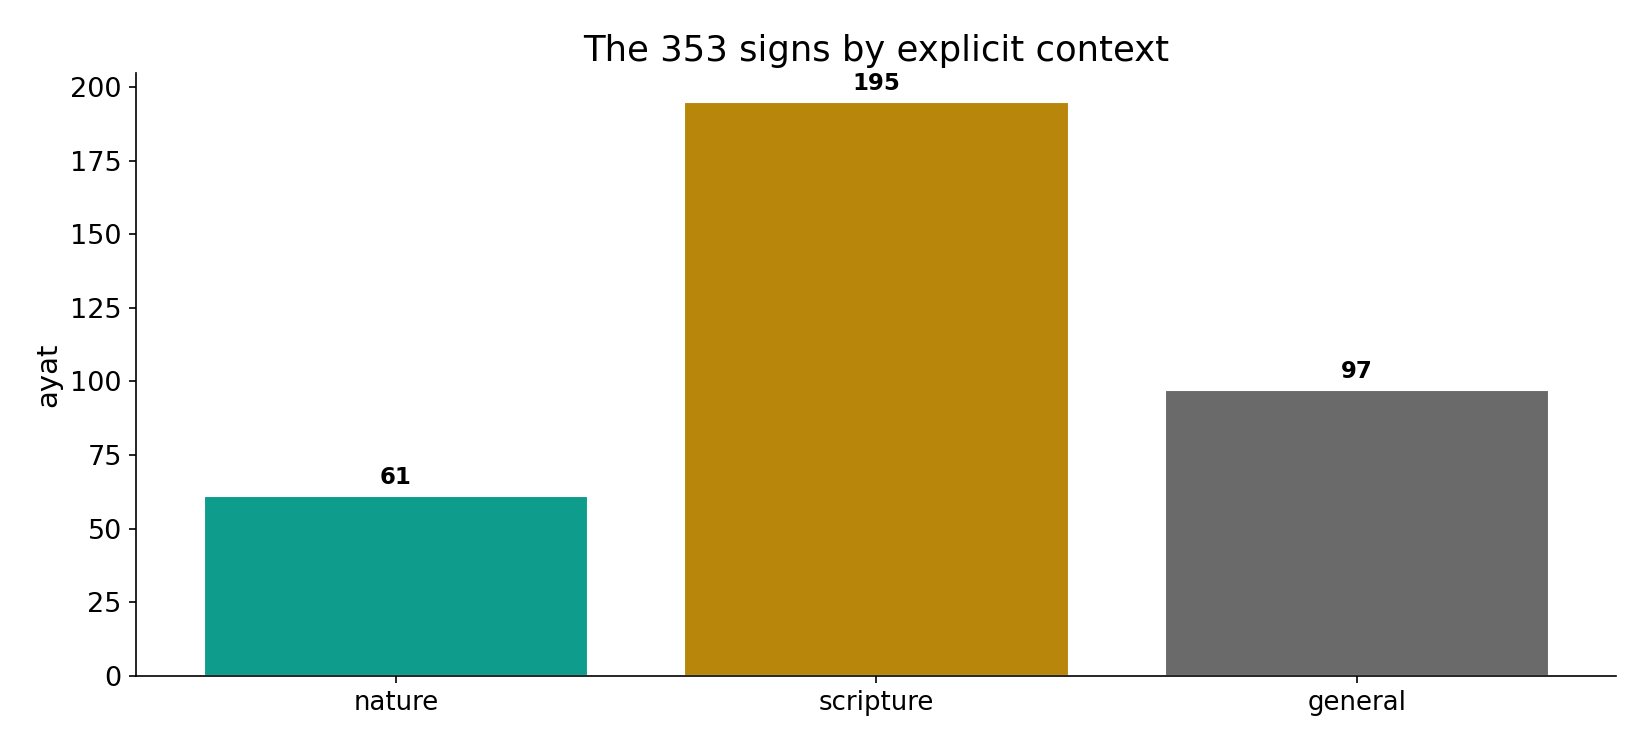 The 353 signs by explicit context
200
175
150
125
100
75
50
25
0
ayat
61
195
97
nature
scripture
general